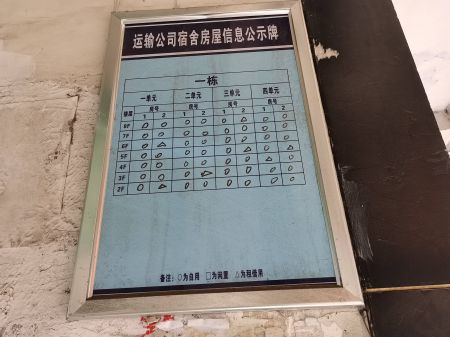 运输公司宿舍房屋信息公示牌
一栋
一单元 二单元 三单元 四单元
楼层 房号 房号 房号 房号
1 2 1 2 1 2 1 2
8F ○ ○ ○ ○ ○ △ ○ ○
7F ○ ○ ○ ○ ○ ○ ○ ○
6F ○ △ ○ ○ ○ ○ ○ ○
5F ○ ○ ○ ○ ○ △ ○ △
4F ○ ○ ○ ○ ○ ○ △ ○
3F ○ ○ ○ △ ○ ○ ○ ○
2F ○ △ ○ ○ ○ ○ ○ ○
备注:○为自用 □为闲置 △为租借用